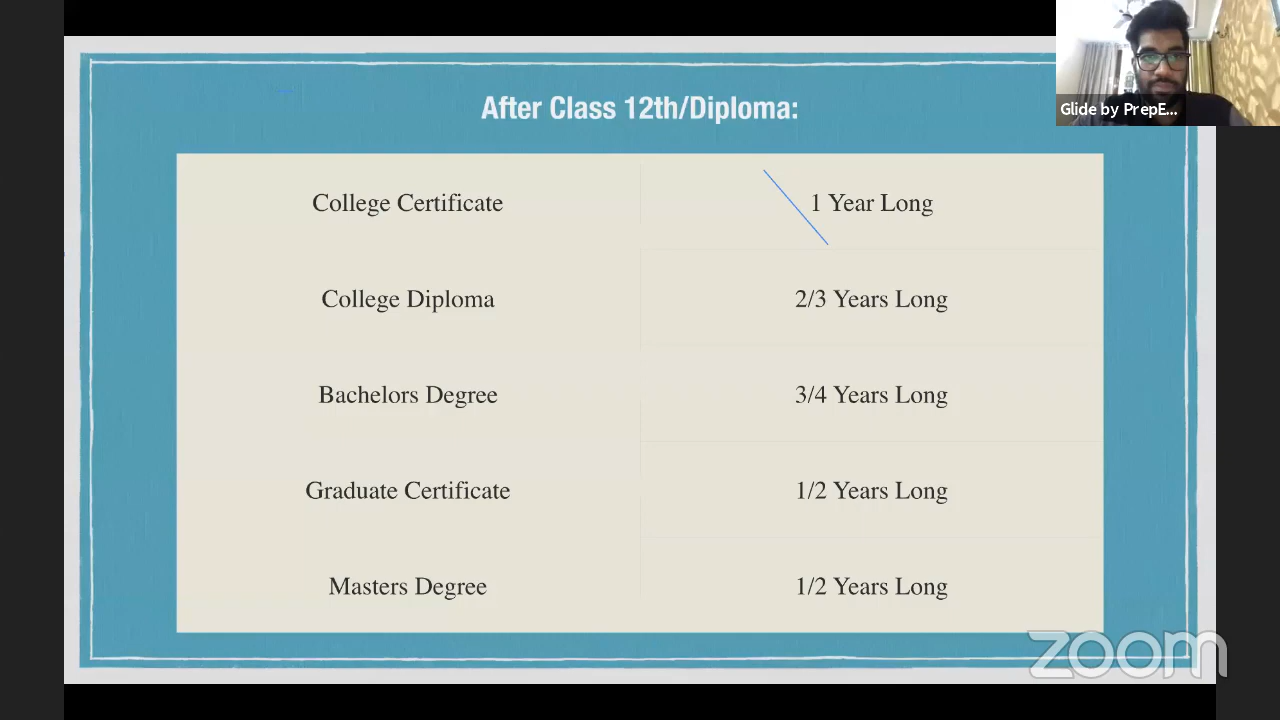 After Class 12th/Diploma:
Glide by PrepE...
College Certificate 1 Year Long
College Diploma 2/3 Years Long
Bachelors Degree 3/4 Years Long
Graduate Certificate 1/2 Years Long
Masters Degree 1/2 Years Long
zoom